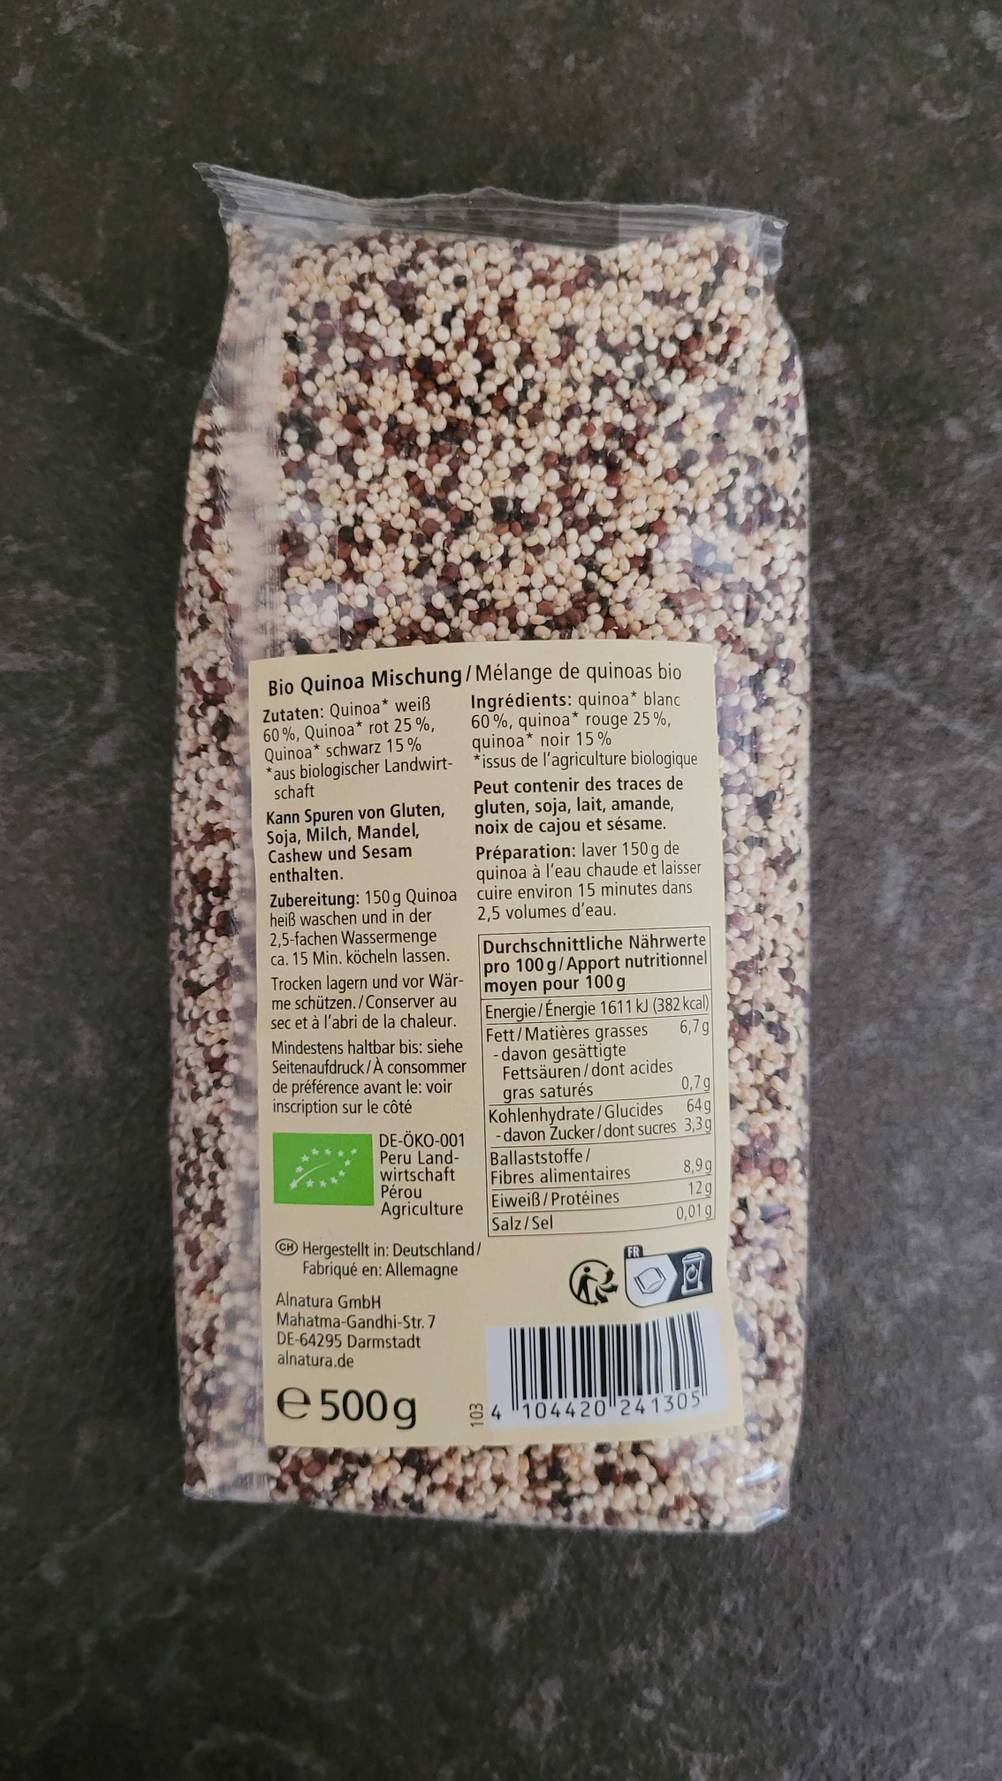 Bio Quinoa Mischung / Mélange de quinoas bio
Zutaten: Quinoa* weiß
60 %, Quinoa* rot 25 %,
Quinoa* schwarz 15 %
*aus biologischer Landwirt-
schaft
Kann Spuren von Gluten,
Soja, Milch, Mandel,
Cashew und Sesam
enthalten.
Zubereitung: 150 g Quinoa
heiß waschen und in der
2,5-fachen Wassermenge
ca. 15 Min. köcheln lassen.
Trocken lagern und vor Wär-
me schützen. / Conserver au
sec et à l'abri de la chaleur.
Mindestens haltbar bis: siehe
Seitenaufdruck / À consommer
de préférence avant le: voir
inscription sur le côté
DE-ÖKO-001
Peru Land-
wirtschaft
Pérou
Agriculture
CH Hergestellt in: Deutschland /
Fabriqué en: Allemagne
Alnatura GmbH
Mahatma-Gandhi-Str. 7
DE-64295 Darmstadt
alnatura.de
e 500 g
Ingrédients: quinoa* blanc
60 %, quinoa* rouge 25 %,
quinoa* noir 15 %
*issus de l'agriculture biologique
Peut contenir des traces de
gluten, soja, lait, amande,
noix de cajou et sésame.
Préparation: laver 150 g de
quinoa à l'eau chaude et laisser
cuire environ 15 minutes dans
2,5 volumes d'eau.
Durchschnittliche Nährwerte
pro 100 g / Apport nutritionnel
moyen pour 100 g
Energie / Énergie 1611 kJ (382 kcal)
Fett / Matières grasses 6,7 g
- davon gesättigte
Fettsäuren / dont acides
gras saturés 0,7 g
Kohlenhydrate / Glucides 64 g
- davon Zucker / dont sucres 3,3 g
Ballaststoffe /
Fibres alimentaires 8,9 g
Eiweiß / Protéines 12 g
Salz / Sel 0,01 g
FR
103
4 104420 241305